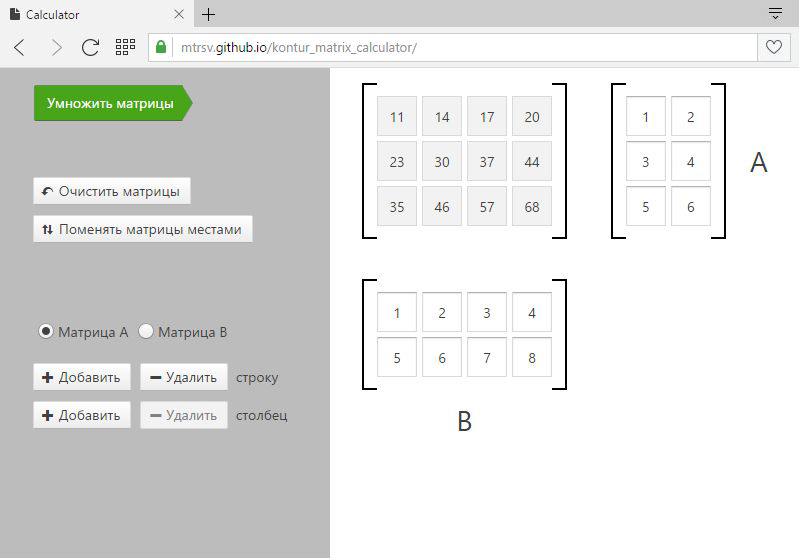 Calculator
mtrsv.github.io/kontur_matrix_calculator/
Умножить матрицы
Очистить матрицы
Поменять матрицы местами
Матрица A Матрица B
Добавить Удалить строку
Добавить Удалить столбец
11 14 17 20
23 30 37 44
35 46 57 68
1 2
3 4
5 6
A
1 2 3 4
5 6 7 8
B